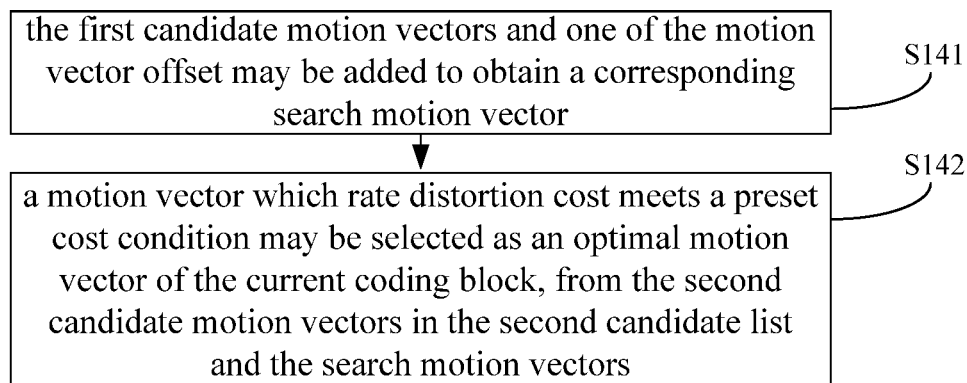 the first candidate motion vectors and one of the motion
vector offset may be added to obtain a corresponding
search motion vector
S141
a motion vector which rate distortion cost meets a preset
cost condition may be selected as an optimal motion
vector of the current coding block, from the second
candidate motion vectors in the second candidate list
and the search motion vectors
S142